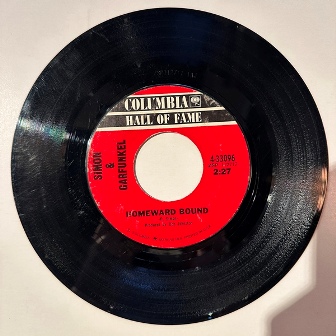 COLUMBIA
HALL OF FAME
SIMON
&
GARFUNKEL
4-33096
2:27
HOMEWARD BOUND